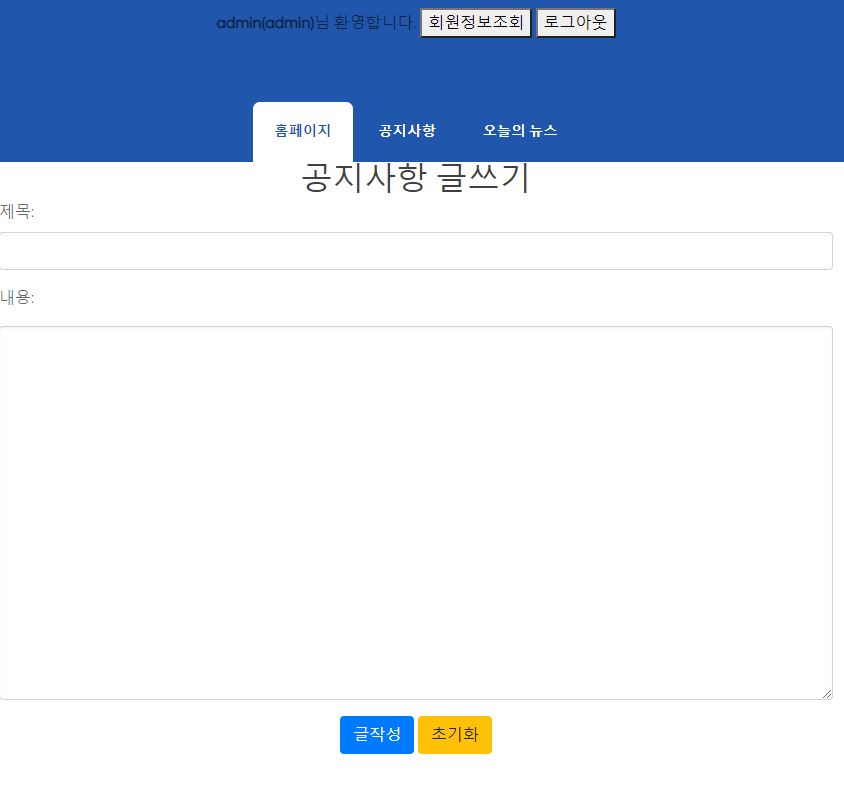 admin(admin)님 환영합니다. 회원정보조회 로그아웃
홈페이지 공지사항 오늘의 뉴스
공지사항 글쓰기
제목:
내용:
글작성 초기화